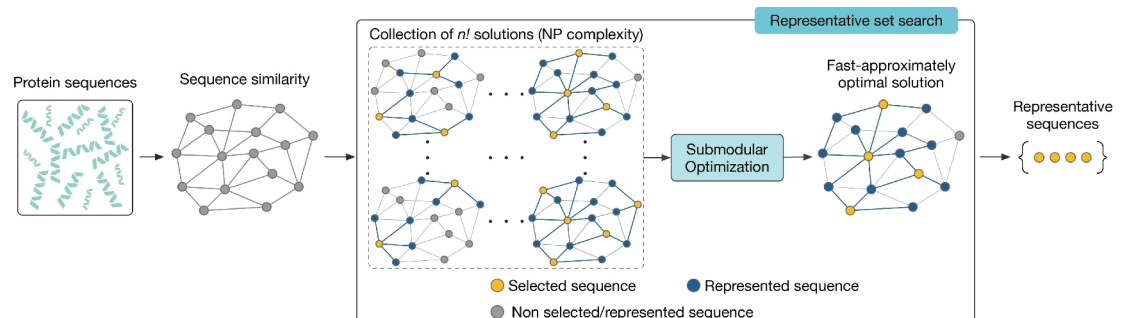 Representative set search
Collection of n! solutions (NP complexity)
Protein sequences
Sequence similarity
Fast-approximately
optimal solution
Representative
sequences
Submodular
Optimization
Selected sequence
Represented sequence
Non selected/represented sequence